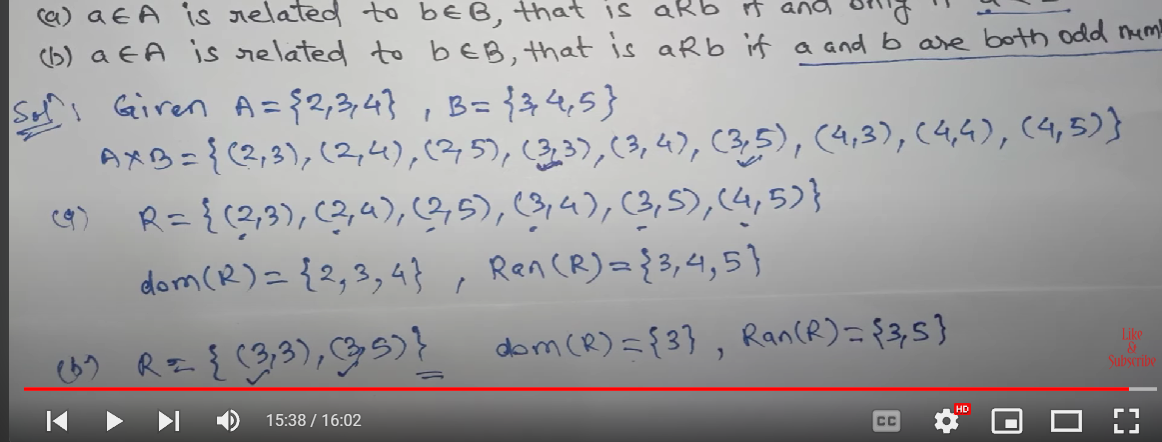 (a) a∈A is related to b∈B, that is aRb if and only if a
(b) a∈A is related to b∈B, that is aRb if a and b are both odd num
Solⁿ: Given A={2,3,4} , B={3,4,5}
A×B={(2,3),(2,4),(2,5),(3,3),(3,4),(3,5),(4,3),(4,4),(4,5)}
(a) R={(2,3),(2,4),(2,5),(3,4),(3,5),(4,5)}
dom(R)={2,3,4} , Ran(R)={3,4,5}
(b) R={(3,3),(3,5)} dom(R)={3} , Ran(R)={3,5}
Like
&
Subscribe
15:38 / 16:02
CC
HD